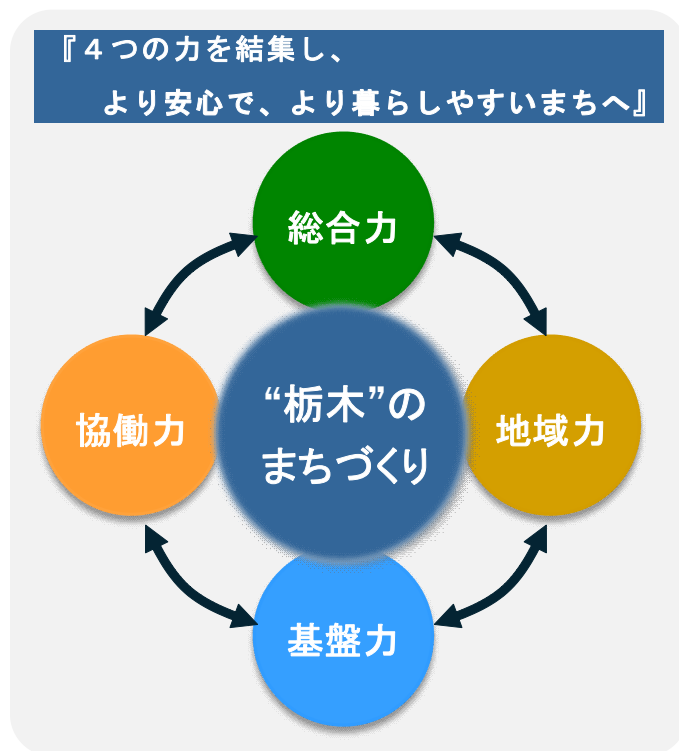 『４つの力を結集し、
より安心で、より暮らしやすいまちへ』
総合力
協働力
“栃木”の
まちづくり
地域力
基盤力